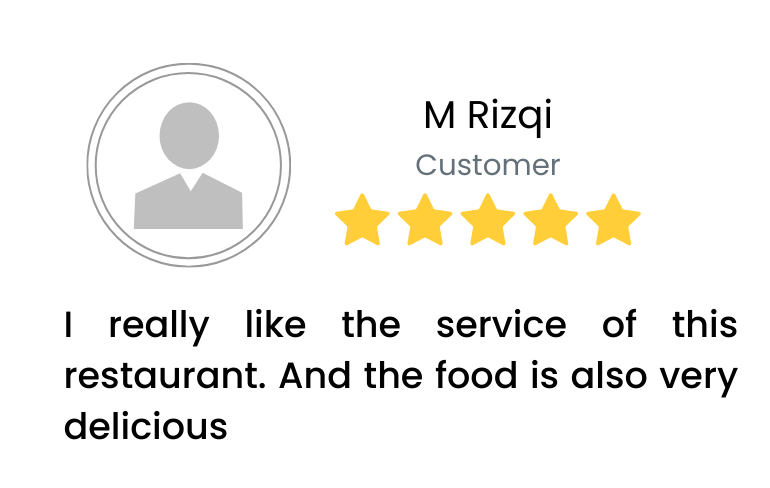 M Rizqi
Customer
I really like the service of this
restaurant. And the food is also very
delicious